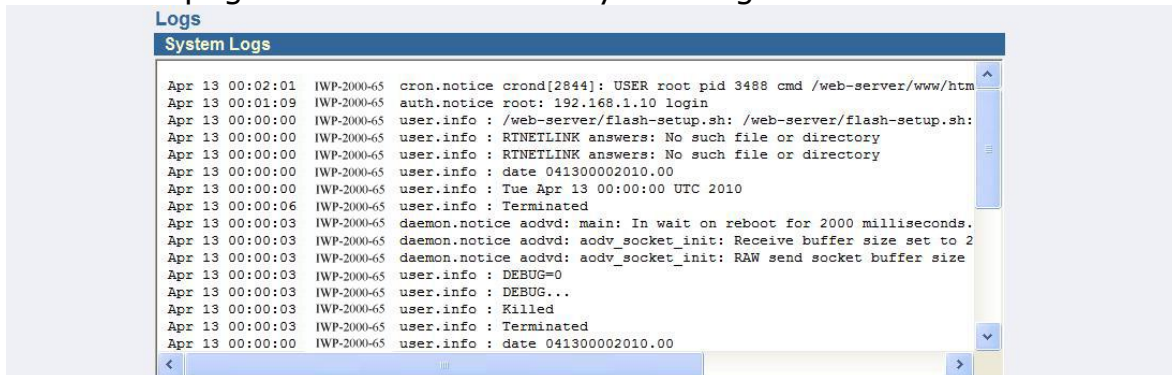 Logs
System Logs
Apr 13 00:02:01 IWP-2000-65 cron.notice crond[2844]: USER root pid 3488 cmd /web-server/www/htm
Apr 13 00:01:09 IWP-2000-65 auth.notice root: 192.168.1.10 login
Apr 13 00:00:00 IWP-2000-65 user.info : /web-server/flash-setup.sh: /web-server/flash-setup.sh:
Apr 13 00:00:00 IWP-2000-65 user.info : RTNETLINK answers: No such file or directory
Apr 13 00:00:00 IWP-2000-65 user.info : RTNETLINK answers: No such file or directory
Apr 13 00:00:00 IWP-2000-65 user.info : date 041300002010.00
Apr 13 00:00:00 IWP-2000-65 user.info : Tue Apr 13 00:00:00 UTC 2010
Apr 13 00:00:06 IWP-2000-65 user.info : Terminated
Apr 13 00:00:03 IWP-2000-65 daemon.notice aodvd: main: In wait on reboot for 2000 milliseconds.
Apr 13 00:00:03 IWP-2000-65 daemon.notice aodvd: aodv_socket_init: Receive buffer size set to 2
Apr 13 00:00:03 IWP-2000-65 daemon.notice aodvd: aodv_socket_init: RAW send socket buffer size
Apr 13 00:00:03 IWP-2000-65 user.info : DEBUG=0
Apr 13 00:00:03 IWP-2000-65 user.info : DEBUG...
Apr 13 00:00:03 IWP-2000-65 user.info : Killed
Apr 13 00:00:03 IWP-2000-65 user.info : Terminated
Apr 13 00:00:00 IWP-2000-65 user.info : date 041300002010.00